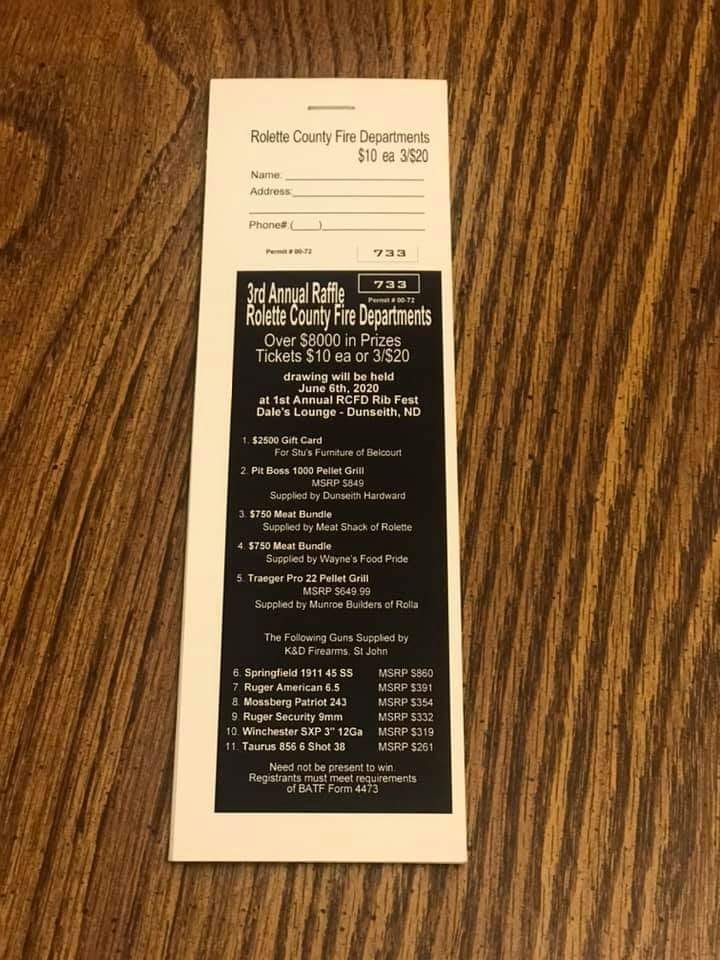 Rolette County Fire Departments
$10 ea 3/$20
Name:
Address:
Phone#:(    )
Permit # 00-72
733
733
Permit # 00-72
3rd Annual Raffle
Rolette County Fire Departments
Over $8000 in Prizes
Tickets $10 ea or 3/$20
drawing will be held
June 6th, 2020
at 1st Annual RCFD Rib Fest
Dale's Lounge - Dunseith, ND
1. $2500 Gift Card
For Stu's Furniture of Belcourt
2. Pit Boss 1000 Pellet Grill
MSRP $849
Supplied by Dunseith Hardward
3. $750 Meat Bundle
Supplied by Meat Shack of Rolette
4. $750 Meat Bundle
Supplied by Wayne's Food Pride
5. Traeger Pro 22 Pellet Grill
MSRP $649.99
Supplied by Munroe Builders of Rolla
The Following Guns Supplied by
K&D Firearms, St John
6. Springfield 1911 45 SS MSRP $860
7. Ruger American 6.5 MSRP $391
8. Mossberg Patriot 243 MSRP $354
9. Ruger Security 9mm MSRP $332
10. Winchester SXP 3" 12Ga MSRP $319
11. Taurus 856 6 Shot 38 MSRP $261
Need not be present to win.
Registrants must meet requirements
of BATF Form 4473